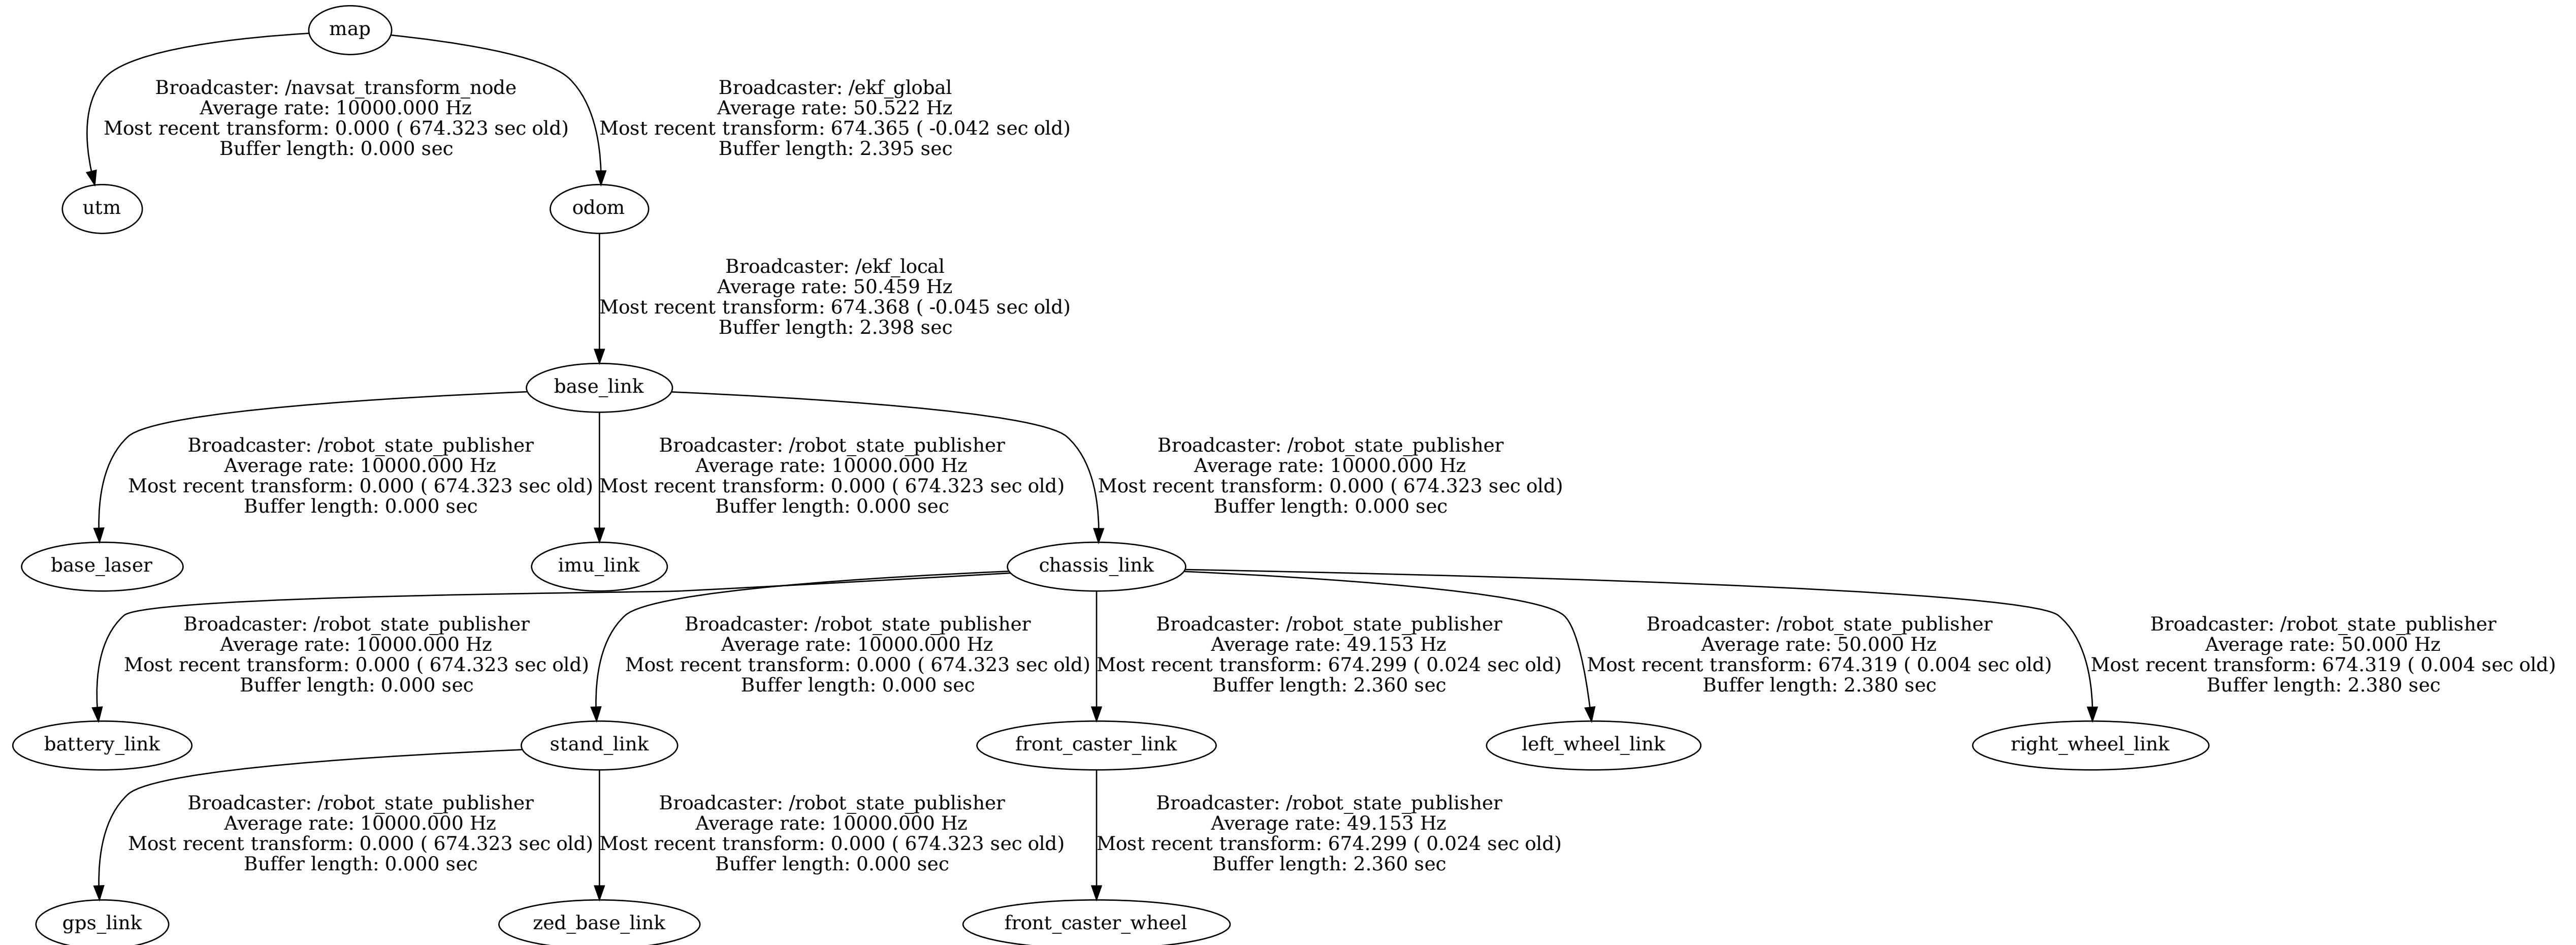 map
Broadcaster: /navsat_transform_node
Average rate: 10000.000 Hz
Most recent transform: 0.000 ( 674.323 sec old)
Buffer length: 0.000 sec
Broadcaster: /ekf_global
Average rate: 50.522 Hz
Most recent transform: 674.365 ( -0.042 sec old)
Buffer length: 2.395 sec
utm
odom
Broadcaster: /ekf_local
Average rate: 50.459 Hz
Most recent transform: 674.368 ( -0.045 sec old)
Buffer length: 2.398 sec
base_link
Broadcaster: /robot_state_publisher
Average rate: 10000.000 Hz
Most recent transform: 0.000 ( 674.323 sec old)
Buffer length: 0.000 sec
Broadcaster: /robot_state_publisher
Average rate: 10000.000 Hz
Most recent transform: 0.000 ( 674.323 sec old)
Buffer length: 0.000 sec
Broadcaster: /robot_state_publisher
Average rate: 10000.000 Hz
Most recent transform: 0.000 ( 674.323 sec old)
Buffer length: 0.000 sec
base_laser
imu_link
chassis_link
Broadcaster: /robot_state_publisher
Average rate: 10000.000 Hz
Most recent transform: 0.000 ( 674.323 sec old)
Buffer length: 0.000 sec
Broadcaster: /robot_state_publisher
Average rate: 10000.000 Hz
Most recent transform: 0.000 ( 674.323 sec old)
Buffer length: 0.000 sec
Broadcaster: /robot_state_publisher
Average rate: 49.153 Hz
Most recent transform: 674.299 ( 0.024 sec old)
Buffer length: 2.360 sec
Broadcaster: /robot_state_publisher
Average rate: 50.000 Hz
Most recent transform: 674.319 ( 0.004 sec old)
Buffer length: 2.380 sec
Broadcaster: /robot_state_publisher
Average rate: 50.000 Hz
Most recent transform: 674.319 ( 0.004 sec old)
Buffer length: 2.380 sec
battery_link
stand_link
front_caster_link
left_wheel_link
right_wheel_link
Broadcaster: /robot_state_publisher
Average rate: 10000.000 Hz
Most recent transform: 0.000 ( 674.323 sec old)
Buffer length: 0.000 sec
Broadcaster: /robot_state_publisher
Average rate: 10000.000 Hz
Most recent transform: 0.000 ( 674.323 sec old)
Buffer length: 0.000 sec
Broadcaster: /robot_state_publisher
Average rate: 49.153 Hz
Most recent transform: 674.299 ( 0.024 sec old)
Buffer length: 2.360 sec
gps_link
zed_base_link
front_caster_wheel